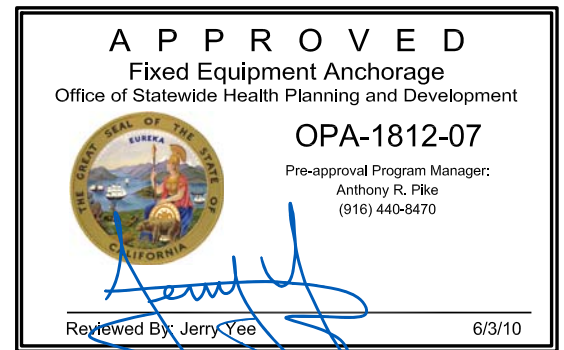 APPROVED
Fixed Equipment Anchorage
Office of Statewide Health Planning and Development
THE GREAT SEAL OF THE STATE OF CALIFORNIA
EUREKA
OPA-1812-07
Pre-approval Program Manager:
Anthony R. Pike
(916) 440-8470
Reviewed By: Jerry Yee
6/3/10